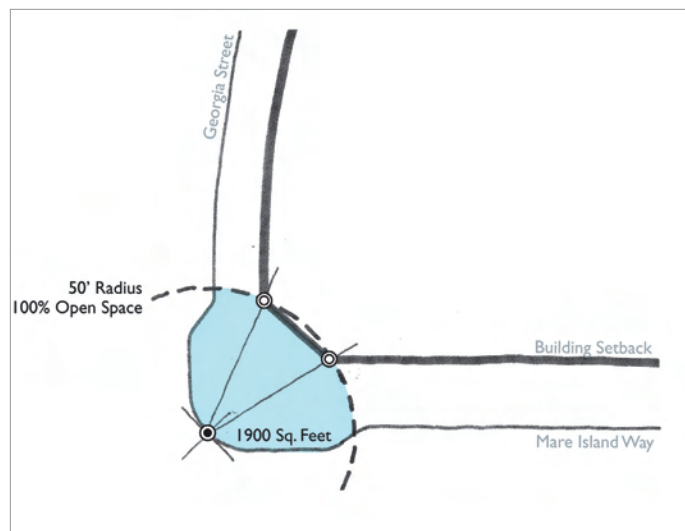 Georgia Street
50' Radius
100% Open Space
Building Setback
1900 Sq. Feet
Mare Island Way